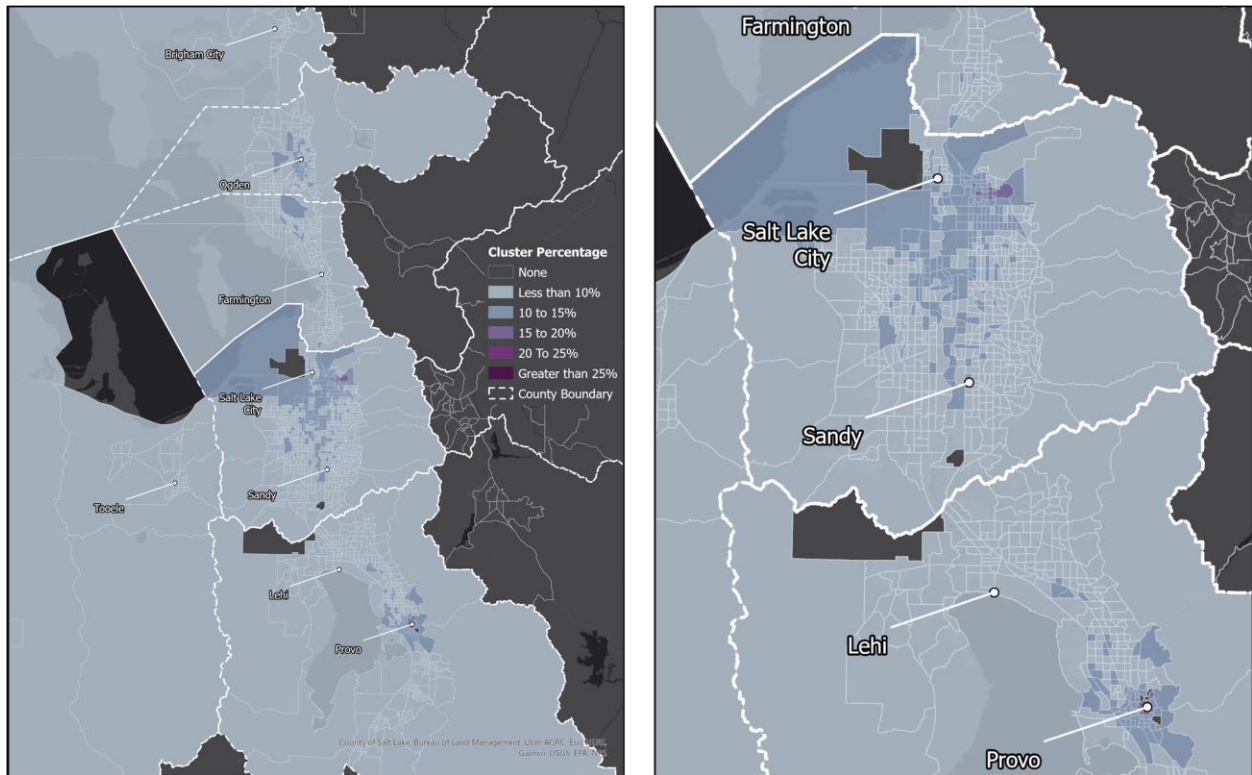 Brigham City
Ogden
Cluster Percentage
None
Less than 10%
10 to 15%
15 to 20%
20 To 25%
Greater than 25%
County Boundary
Farmington
Salt Lake
City
Tooele
Sandy
Lehi
Provo
County of Salt Lake, Bureau of Land Management, Utah AGRC, Esri, HERE,
Garmin, USGS, EPA, NPS
Farmington
Salt Lake
City
Sandy
Lehi
Provo